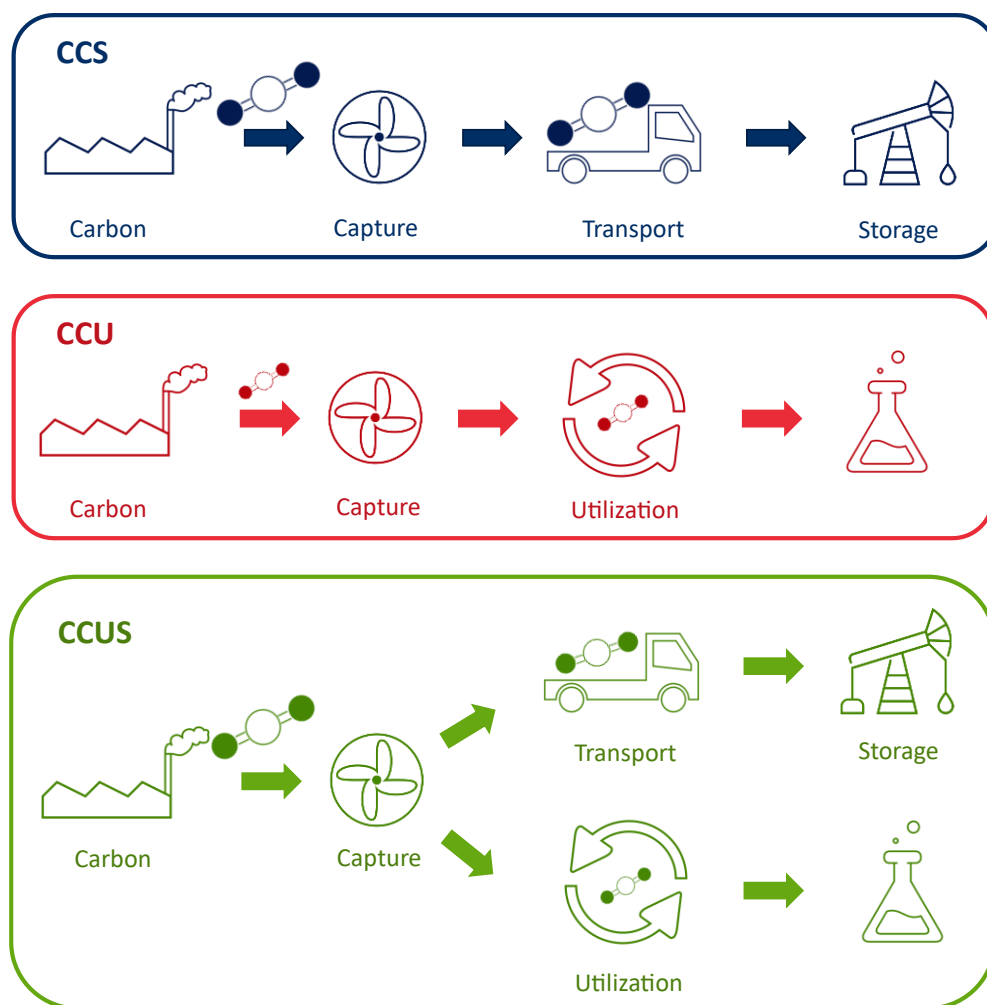 CCS
Carbon
Capture
Transport
Storage
CCU
Carbon
Capture
Utilization
CCUS
Transport
Storage
Carbon
Capture
Utilization